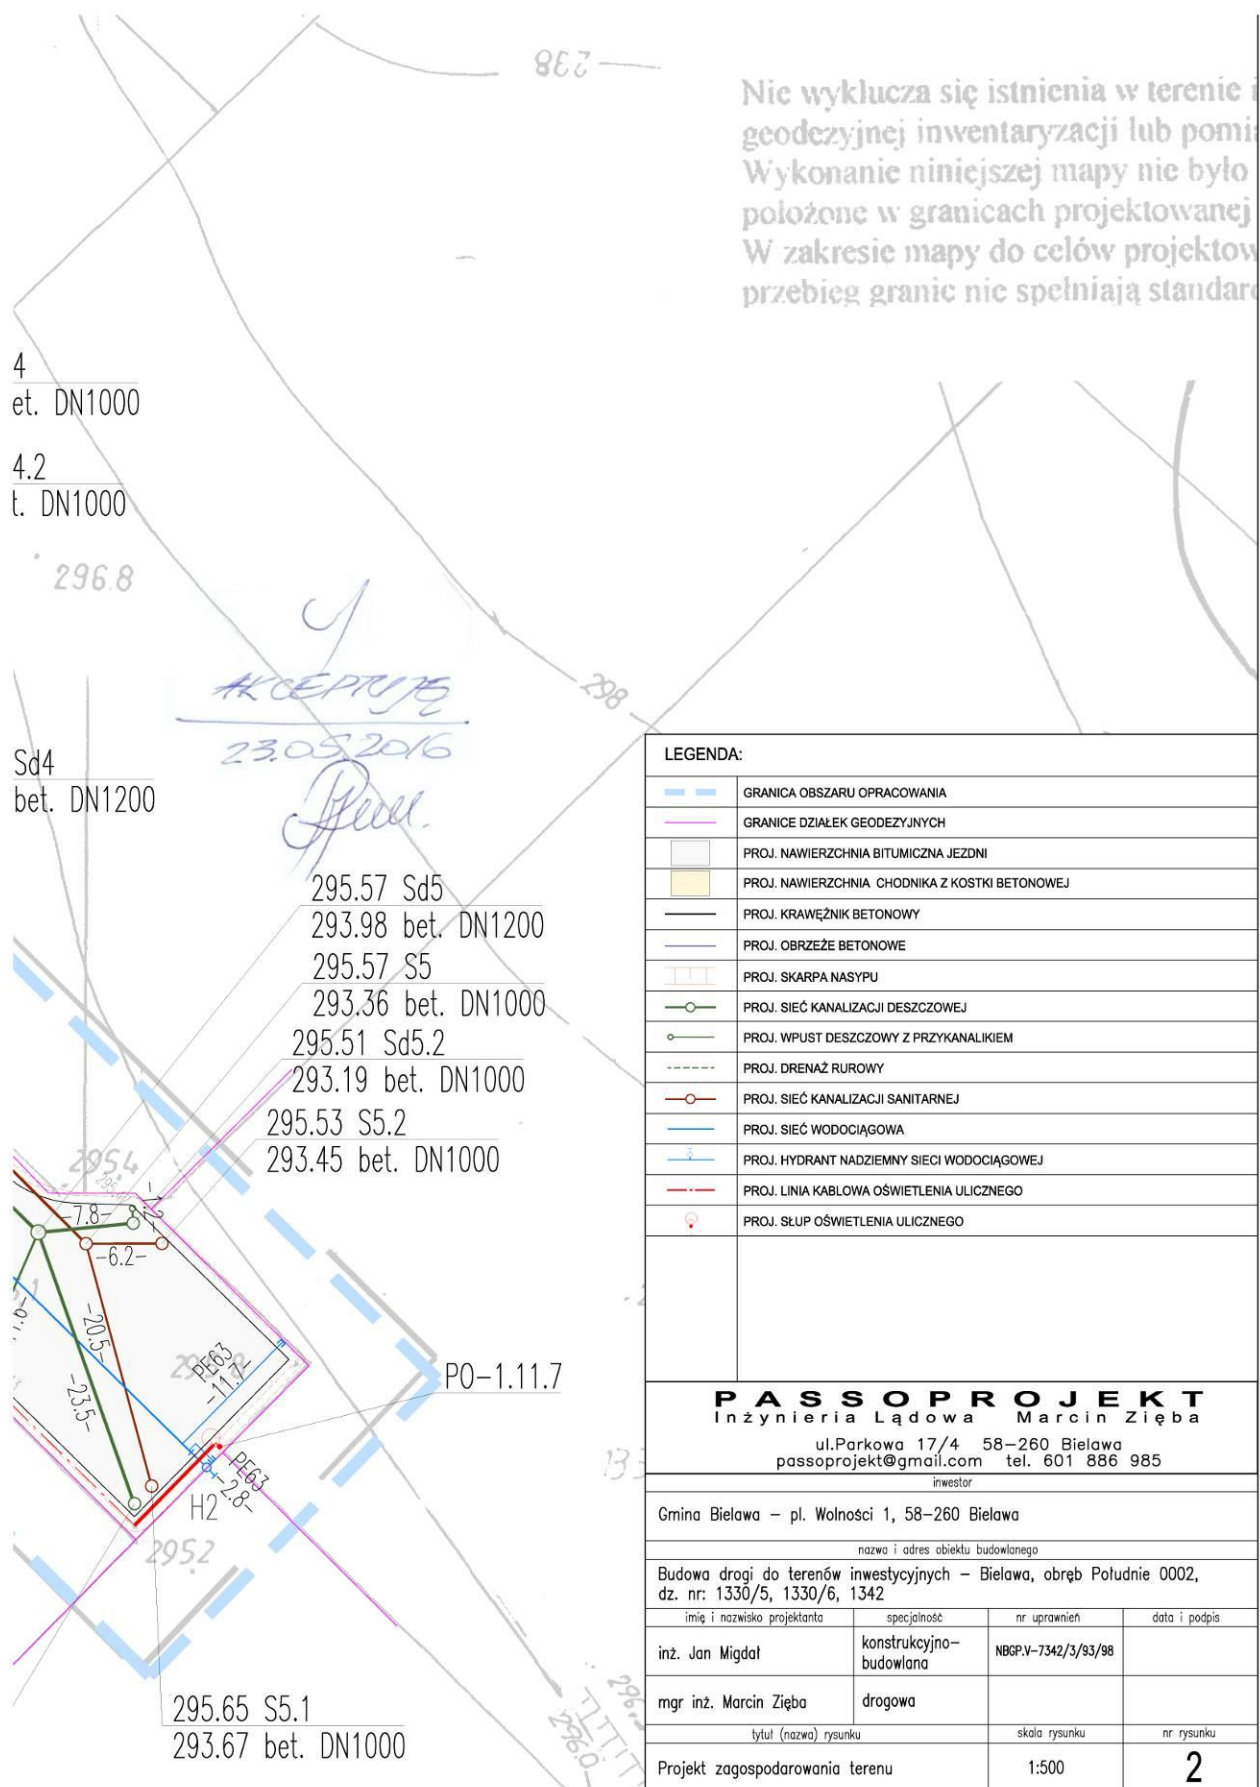 238
Nie wyklucza się istnienia w terenie
geodezyjnej inwentaryzacji lub pomi
Wykonanie niniejszej mapy nie było
położone w granicach projektowanej
W zakresie mapy do celów projektow
przebieg granic nie spełniają standard
4
et. DN1000
4.2
t. DN1000
296.8
AKCEPTUJĘ
23.05.2016
298
Sd4
bet. DN1200
295.57 Sd5
293.98 bet. DN1200
295.57 S5
293.36 bet. DN1000
295.51 Sd5.2
293.19 bet. DN1000
295.53 S5.2
293.45 bet. DN1000
295.4
-7.8-
-6.2-
-20.5-
-23.5-
PE63
-11.7-
PO-1.11.7
PE63
-2.8-
H2
295.2
295.65 S5.1
293.67 bet. DN1000
296.0
LEGENDA:
GRANICA OBSZARU OPRACOWANIA
GRANICE DZIAŁEK GEODEZYJNYCH
PROJ. NAWIERZCHNIA BITUMICZNA JEZDNI
PROJ. NAWIERZCHNIA CHODNIKA Z KOSTKI BETONOWEJ
PROJ. KRAWĘŻNIK BETONOWY
PROJ. OBRZEŻE BETONOWE
PROJ. SKARPA NASYPU
PROJ. SIEĆ KANALIZACJI DESZCZOWEJ
PROJ. WPUST DESZCZOWY Z PRZYKANALIKIEM
PROJ. DRENAŻ RUROWY
PROJ. SIEĆ KANALIZACJI SANITARNEJ
PROJ. SIEĆ WODOCIĄGOWA
PROJ. HYDRANT NADZIEMNY SIECI WODOCIĄGOWEJ
PROJ. LINIA KABLOWA OŚWIETLENIA ULICZNEGO
PROJ. SŁUP OŚWIETLENIA ULICZNEGO
PASSOPROJEKT
Inżynieria Lądowa Marcin Zięba
ul.Parkowa 17/4 58-260 Bielawa
passoprojekt@gmail.com tel. 601 886 985
inwestor
Gmina Bielawa – pl. Wolności 1, 58-260 Bielawa
nazwa i adres obiektu budowlanego
Budowa drogi do terenów inwestycyjnych – Bielawa, obręb Południe 0002,
dz. nr: 1330/5, 1330/6, 1342
imię i nazwisko projektanta specjalność nr uprawnień data i podpis
inż. Jan Migdał konstrukcyjno- NBGP.V-7342/3/93/98
budowlana
mgr inż. Marcin Zięba drogowa
tytuł (nazwa) rysunku skala rysunku nr rysunku
Projekt zagospodarowania terenu 1:500 2